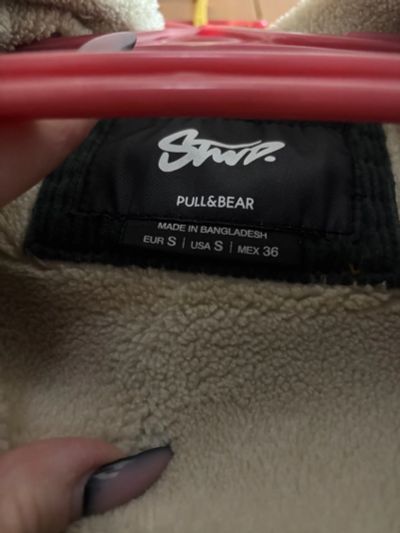 STWD.
PULL&BEAR
MADE IN BANGLADESH
EUR S | USA S | MEX 36